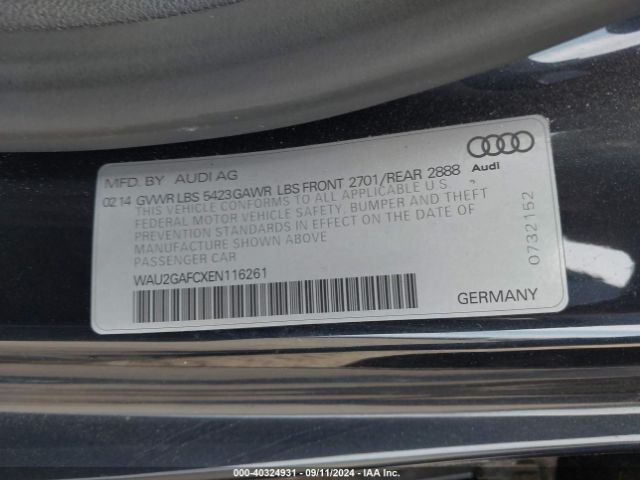 MFD. BY AUDI AG
Audi
02 14 GVWR LBS 5423 GAWR LBS FRONT 2701/REAR 2888
THIS VEHICLE CONFORMS TO ALL APPLICABLE U.S.
FEDERAL MOTOR VEHICLE SAFETY, BUMPER AND THEFT
PREVENTION STANDARDS IN EFFECT ON THE DATE OF
MANUFACTURE SHOWN ABOVE
PASSENGER CAR
WAU2GAFCXEN116261
GERMANY
0732152
000-40324931 - 09/11/2024 - IAAI.com